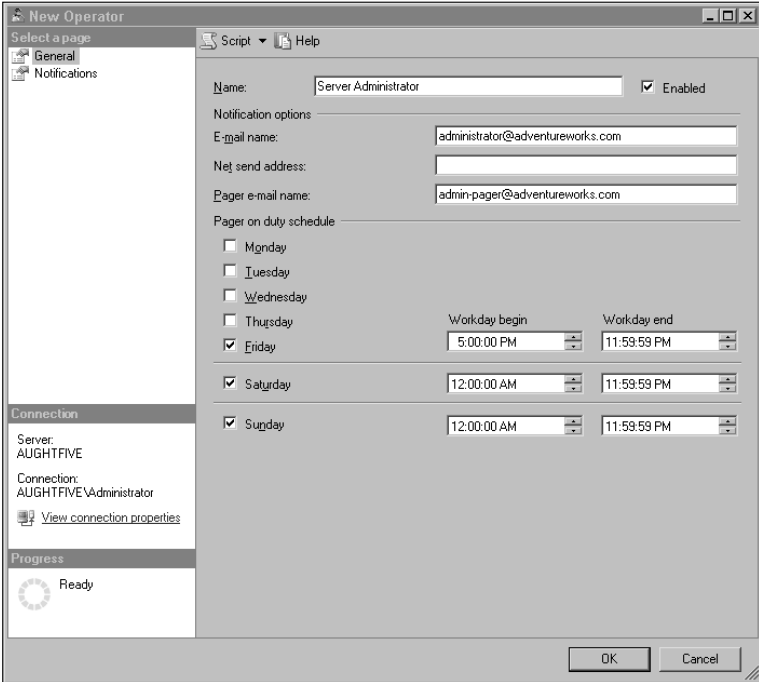 New Operator
Select a page
General
Notifications
Script
Help
Name:
Server Administrator
Enabled
Notification options
E-mail name:
administrator@adventureworks.com
Net send address:
Pager e-mail name:
admin-pager@adventureworks.com
Pager on duty schedule
Monday
Tuesday
Wednesday
Thursday
Workday begin
Workday end
Friday
5:00:00 PM
11:59:59 PM
Saturday
12:00:00 AM
11:59:59 PM
Sunday
12:00:00 AM
11:59:59 PM
Connection
Server:
AUGHTFIVE
Connection:
AUGHTFIVE\Administrator
View connection properties
Progress
Ready
OK
Cancel